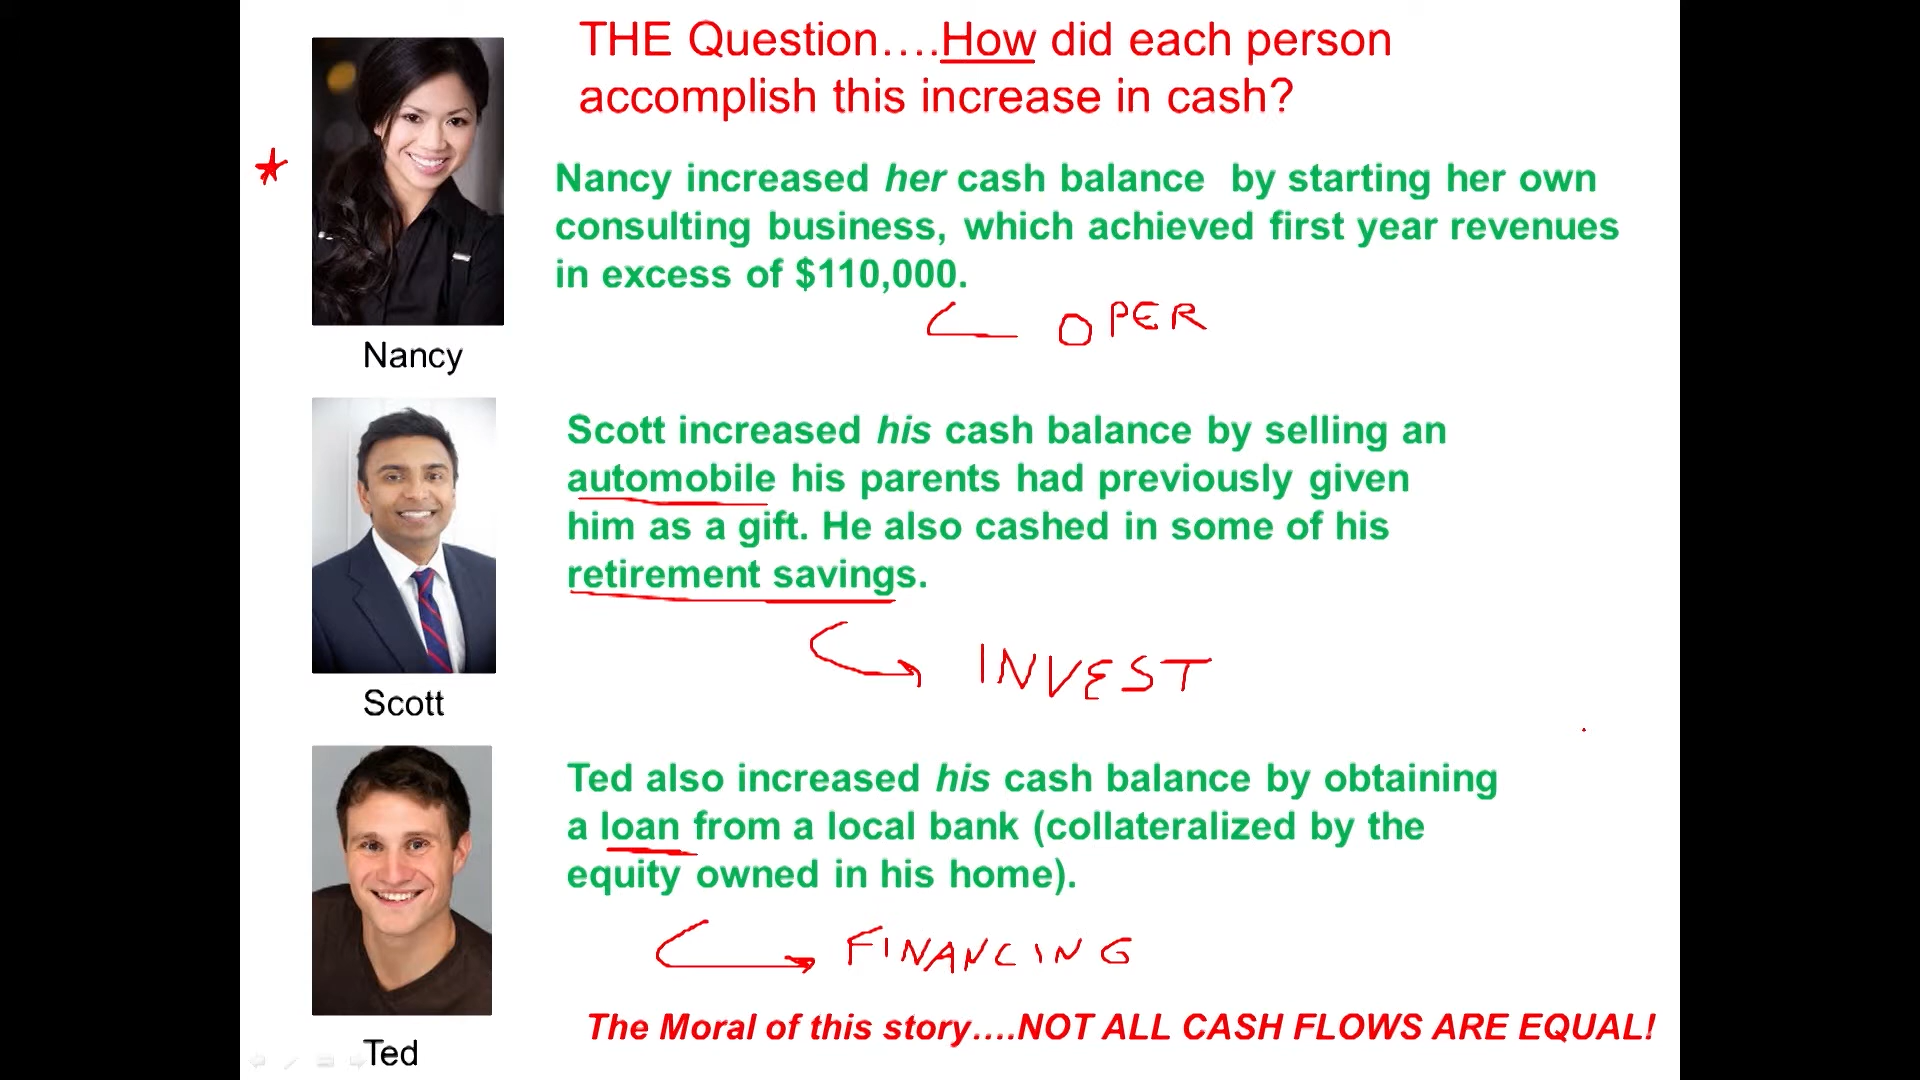 THE Question....How did each person
accomplish this increase in cash?
Nancy increased her cash balance by starting her own
consulting business, which achieved first year revenues
in excess of $110,000.
OPER
Nancy
Scott increased his cash balance by selling an
automobile his parents had previously given
him as a gift. He also cashed in some of his
retirement savings.
INVEST
Scott
Ted also increased his cash balance by obtaining
a loan from a local bank (collateralized by the
equity owned in his home).
FINANCING
The Moral of this story....NOT ALL CASH FLOWS ARE EQUAL!
Ted